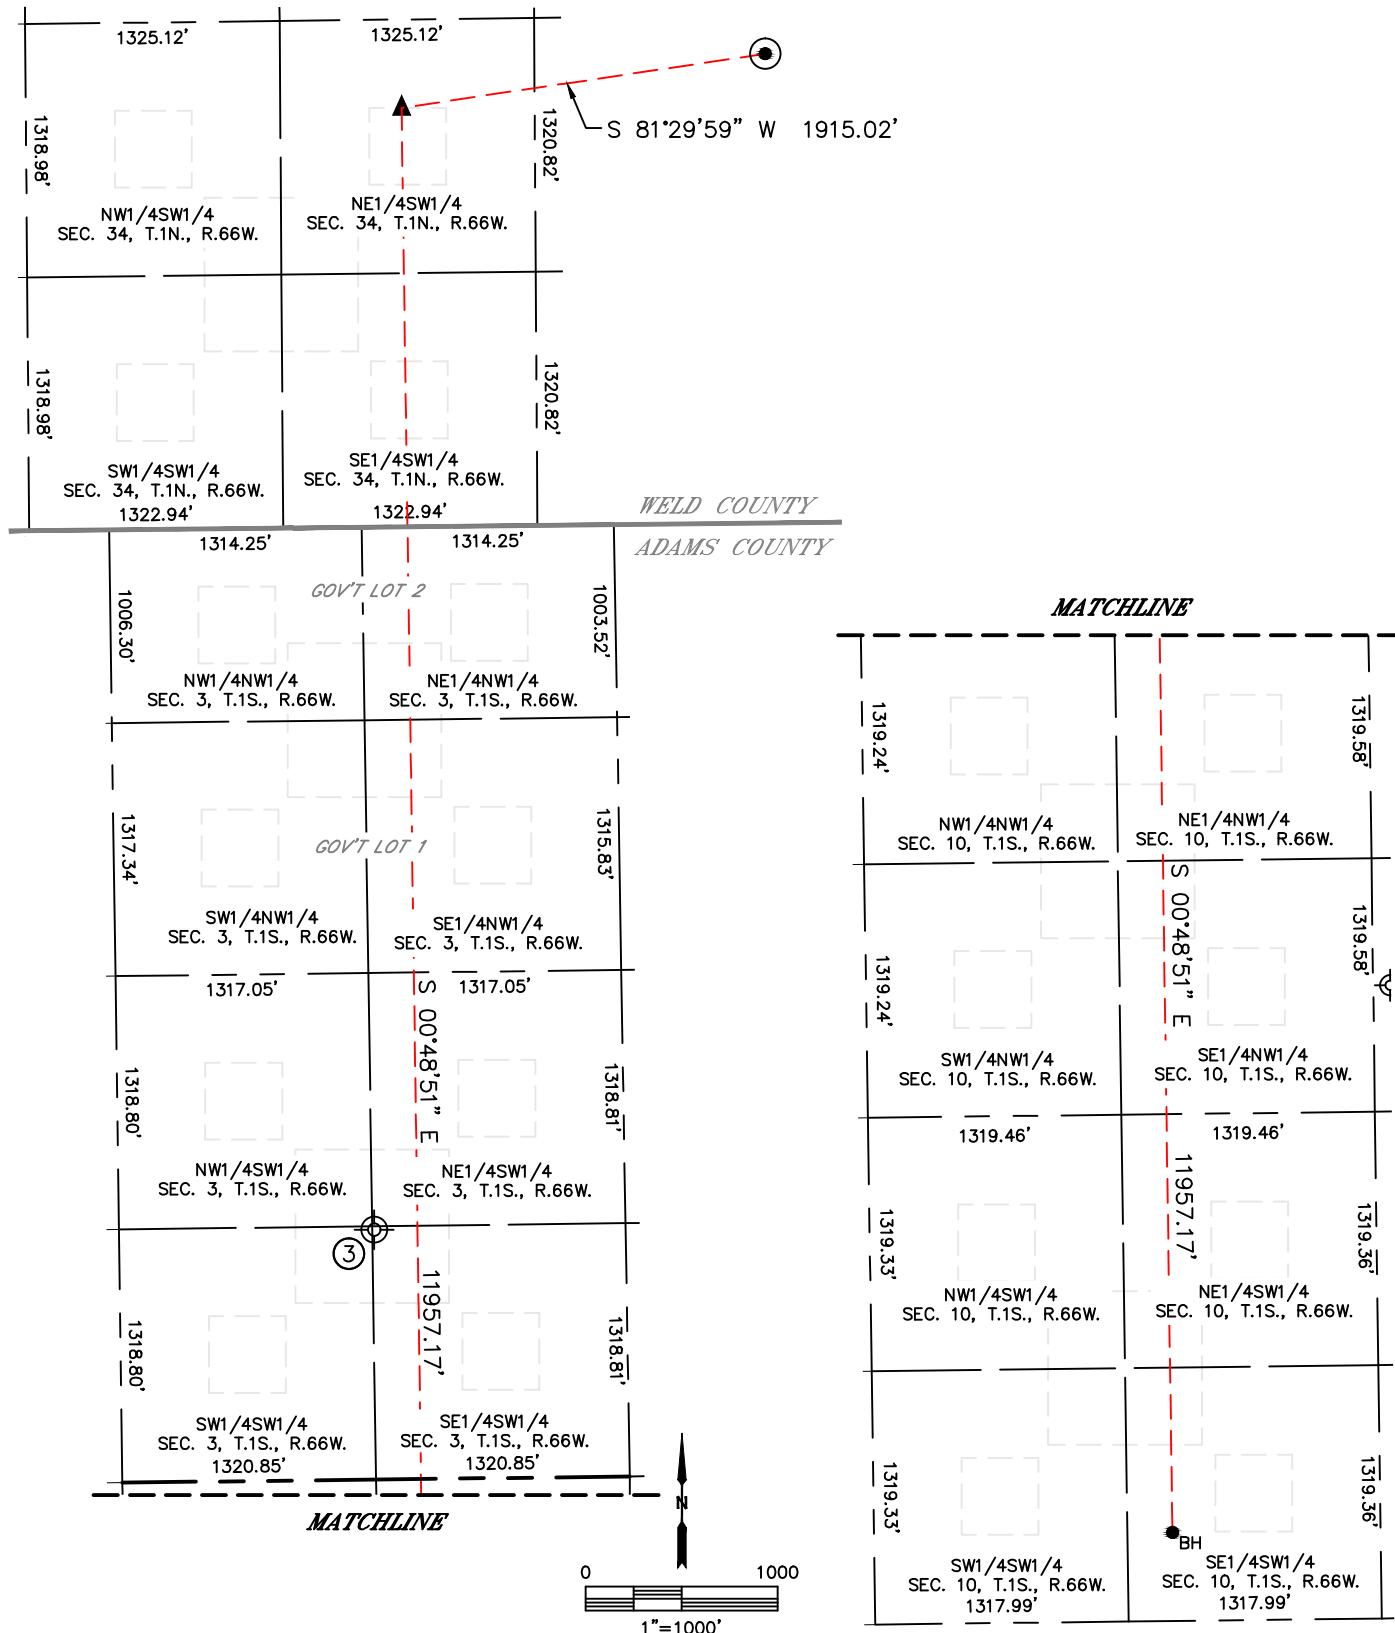 1325.12'
1325.12'
1318.98'
1320.82'
S 81°29'59" W 1915.02'
NW1/4SW1/4
SEC. 34, T.1N., R.66W.
NE1/4SW1/4
SEC. 34, T.1N., R.66W.
1318.98'
1320.82'
SW1/4SW1/4
SEC. 34, T.1N., R.66W.
1322.94'
SE1/4SW1/4
SEC. 34, T.1N., R.66W.
1322.94'
WELD COUNTY
ADAMS COUNTY
1314.25'
1314.25'
GOV'T LOT 2
1006.30'
1003.52'
NW1/4NW1/4
SEC. 3, T.1S., R.66W.
NE1/4NW1/4
SEC. 3, T.1S., R.66W.
1317.34'
1315.83'
GOV'T LOT 1
SW1/4NW1/4
SEC. 3, T.1S., R.66W.
SE1/4NW1/4
SEC. 3, T.1S., R.66W.
1317.05'
1317.05'
S 00°48'51" E
1318.80'
1318.81'
NW1/4SW1/4
SEC. 3, T.1S., R.66W.
NE1/4SW1/4
SEC. 3, T.1S., R.66W.
3
11957.17'
1318.80'
1318.81'
SW1/4SW1/4
SEC. 3, T.1S., R.66W.
1320.85'
SE1/4SW1/4
SEC. 3, T.1S., R.66W.
1320.85'
MATCHLINE
N
0 1000
1"=1000'
MATCHLINE
1319.24'
1319.58'
NW1/4NW1/4
SEC. 10, T.1S., R.66W.
NE1/4NW1/4
SEC. 10, T.1S., R.66W.
S 00°48'51" E
1319.24'
1319.58'
SW1/4NW1/4
SEC. 10, T.1S., R.66W.
SE1/4NW1/4
SEC. 10, T.1S., R.66W.
1319.46'
1319.46'
11957.17'
1319.33'
1319.36'
NW1/4SW1/4
SEC. 10, T.1S., R.66W.
NE1/4SW1/4
SEC. 10, T.1S., R.66W.
1319.33'
1319.36'
BH
SW1/4SW1/4
SEC. 10, T.1S., R.66W.
1317.99'
SE1/4SW1/4
SEC. 10, T.1S., R.66W.
1317.99'